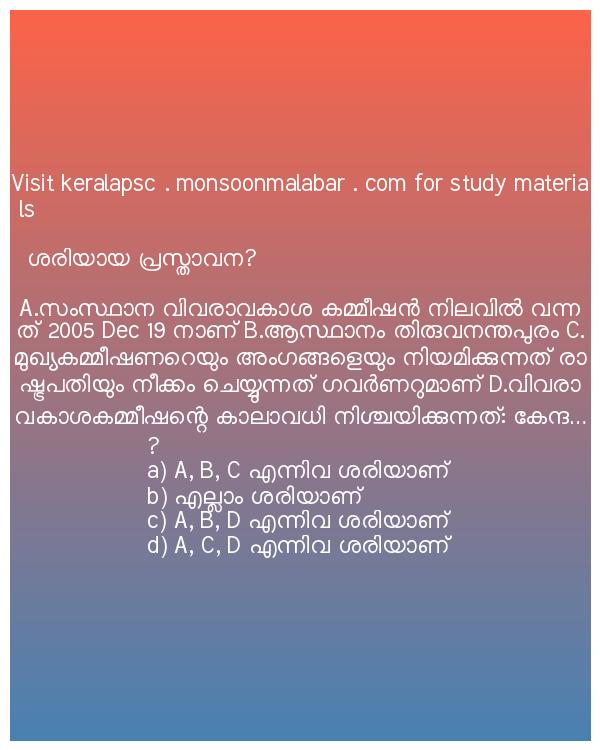 Visit keralapsc . monsoonmalabar . com for study materia
ls
ശരിയായ പ്രസ്താവന?
A.സംസ്ഥാന വിവരാവകാശ കമ്മീഷൻ നിലവിൽ വന്ന
ത് 2005 Dec 19 നാണ് B.ആസ്ഥാനം തിരുവനന്തപുരം C.
മുഖ്യകമ്മീഷണറെയും അംഗങ്ങളെയും നിയമിക്കുന്നത് രാ
ഷ്ട്രപതിയും നീക്കം ചെയ്യുന്നത് ഗവർണറുമാണ് D.വിവരാ
വകാശകമ്മീഷന്റെ കാലാവധി നിശ്ചയിക്കുന്നത്: കേന്ദ...
?
a) A, B, C എന്നിവ ശരിയാണ്
b) എല്ലാം ശരിയാണ്
c) A, B, D എന്നിവ ശരിയാണ്
d) A, C, D എന്നിവ ശരിയാണ്